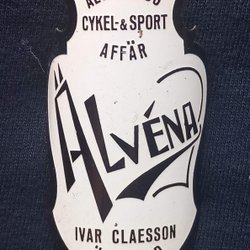 CYKEL-& SPORT
AFFÄR
ÄLVÉNA
IVAR CLAESSON